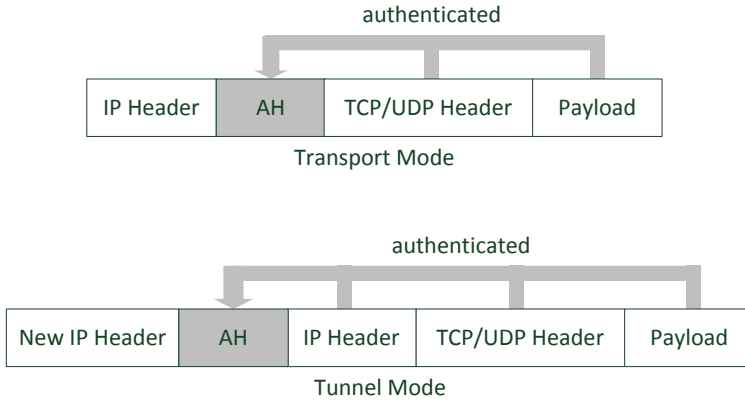 authenticated
IP Header AH TCP/UDP Header Payload
Transport Mode
authenticated
New IP Header AH IP Header TCP/UDP Header Payload
Tunnel Mode